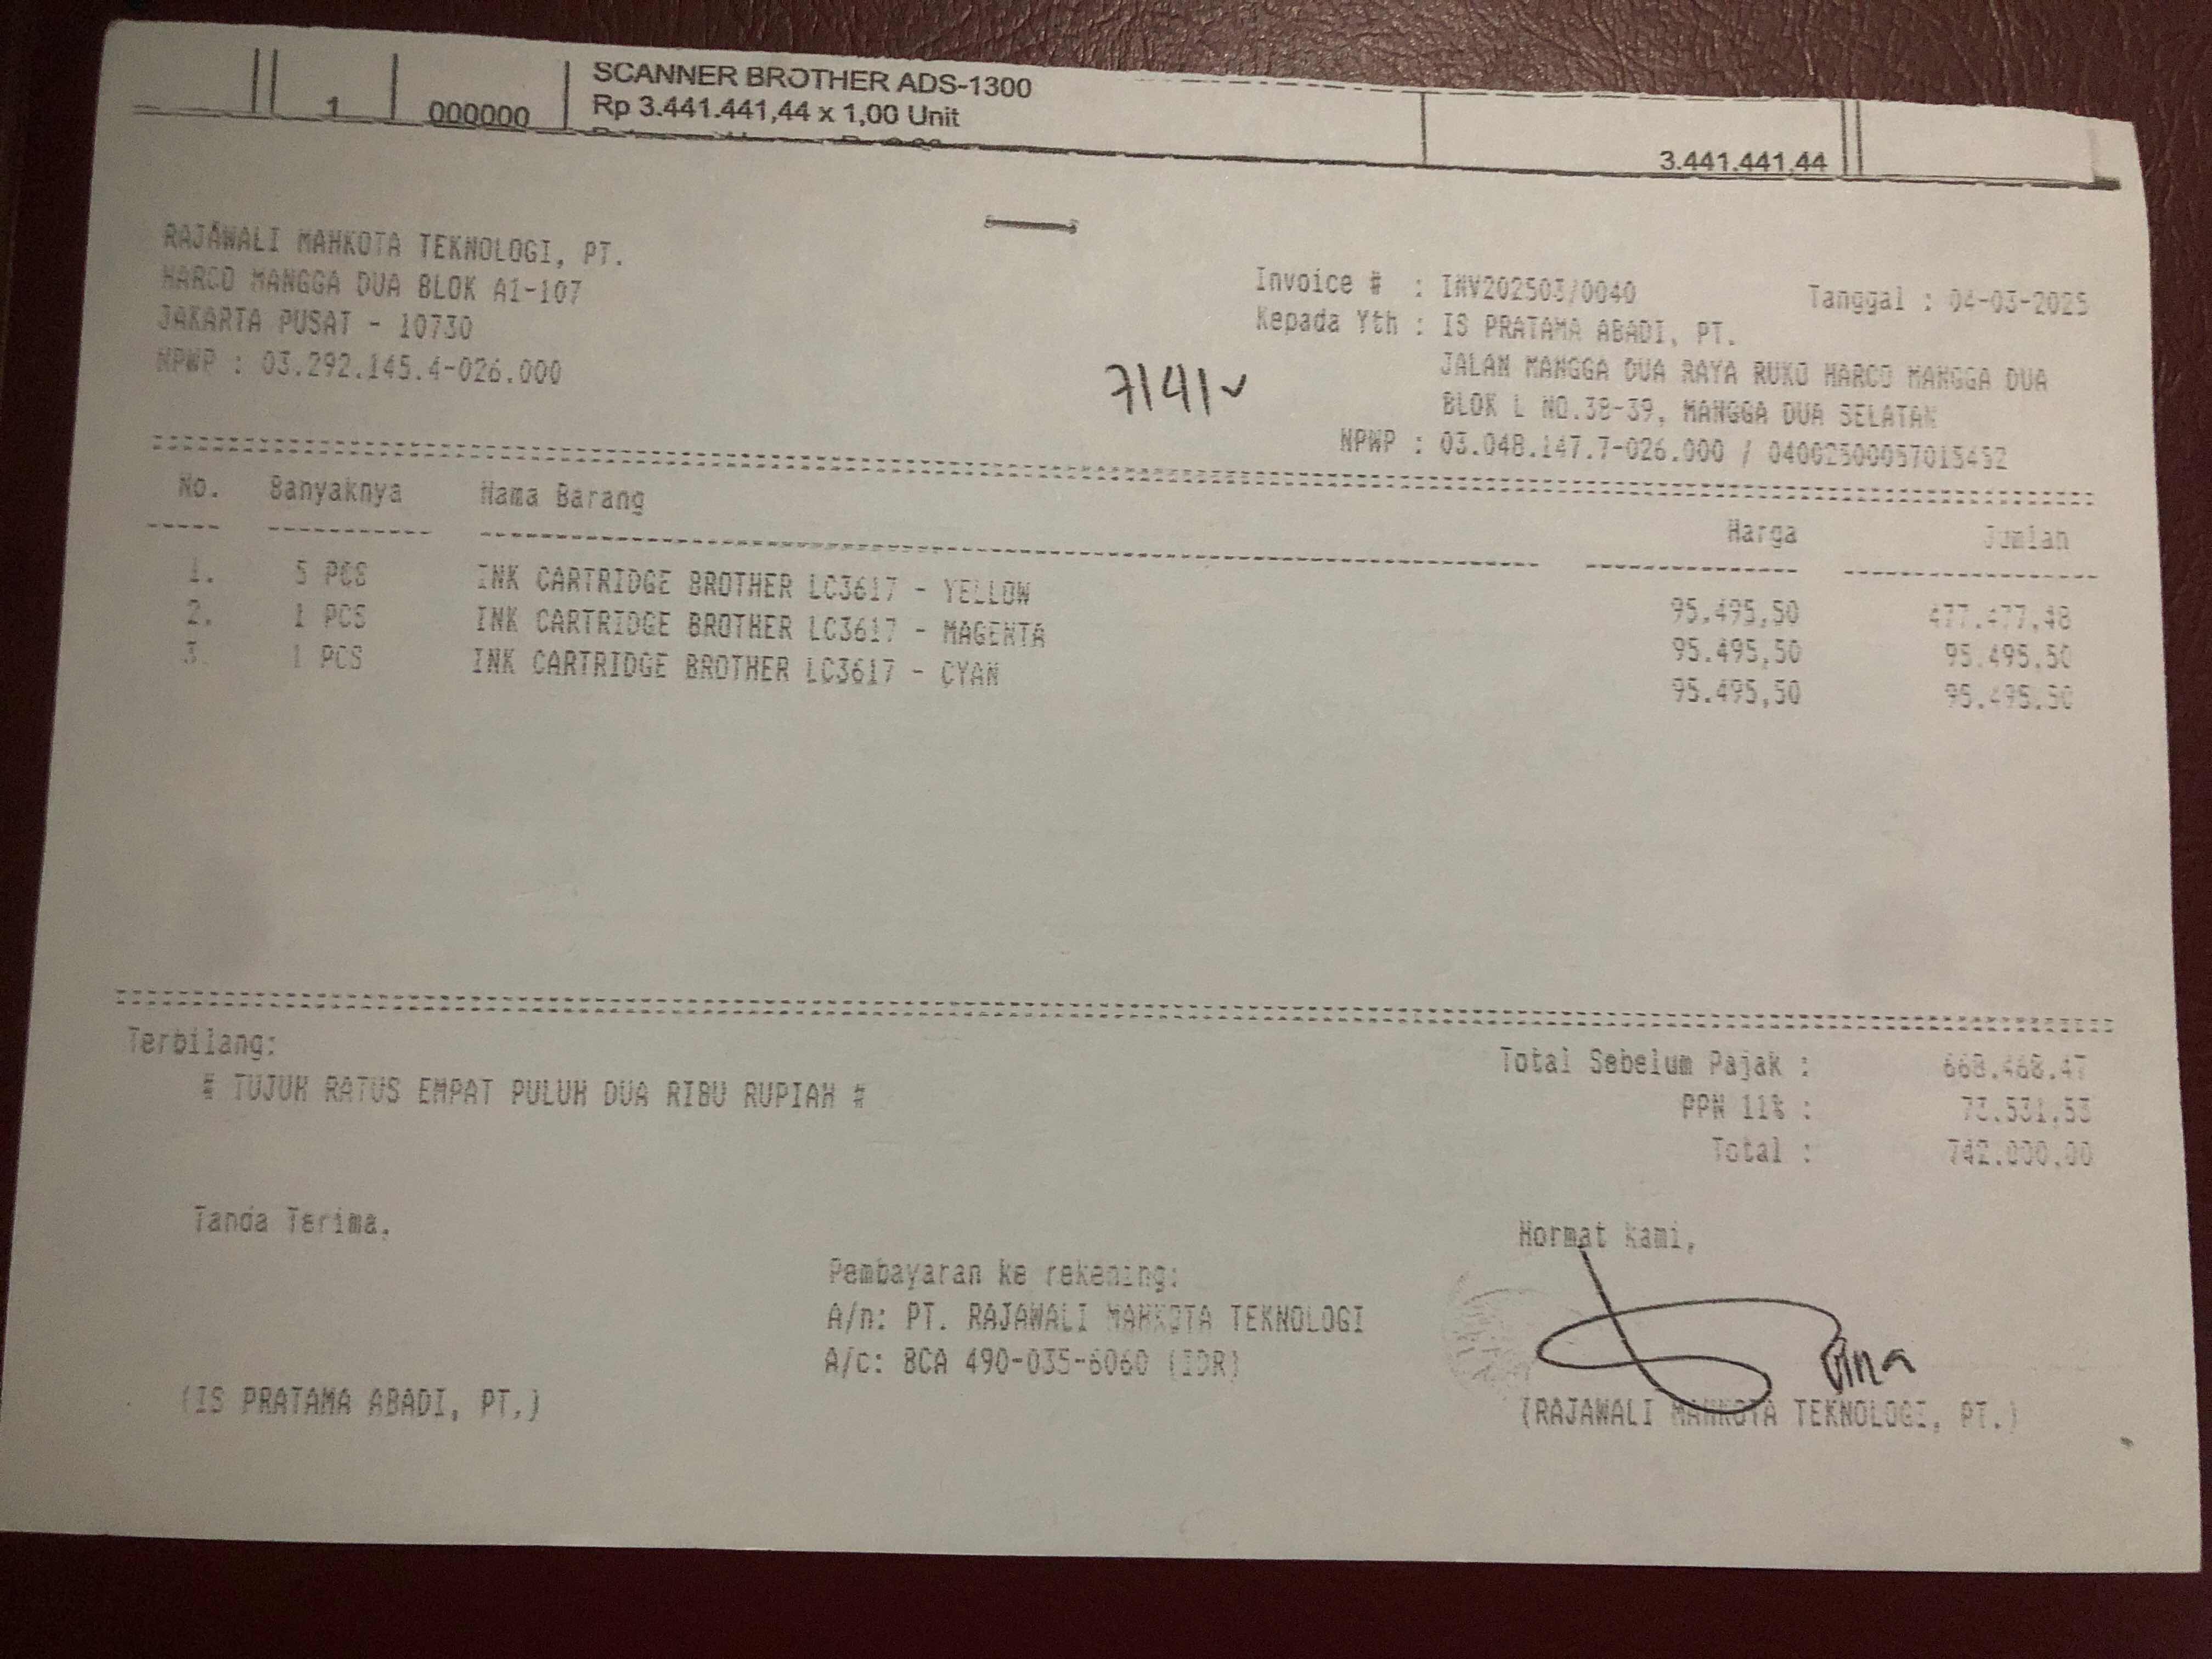 SCANNER BROTHER ADS-1300
1 000000 Rp 3.441.441,44 x 1,00 Unit
3.441.441,44
RAJAWALI MAHKOTA TEKNOLOGI, PT.
HARCO MANGGA DUA BLOK A1-107
JAKARTA PUSAT - 10730
NPWP : 03.292.145.4-026.000
7141
Invoice # : INV202503/0040 Tanggal : 04-03-2025
Kepada Yth : IS PRATAMA ABADI, PT.
JALAN MANGGA DUA RAYA RUKO HARCO MANGGA DUA
BLOK L NO.38-39, MANGGA DUA SELATAN
NPWP : 03.048.147.7-026.000 /
No. Banyaknya Nama Barang Harga Jumlah
1. 5 PCS INK CARTRIDGE BROTHER LC3617 - YELLOW 95.495,50 477.477,48
2. 1 PCS INK CARTRIDGE BROTHER LC3617 - MAGENTA 95.495,50 95.495,50
3. 1 PCS INK CARTRIDGE BROTHER LC3617 - CYAN 95.495,50 95.495,50
Terbilang:
# TUJUH RATUS EMPAT PULUH DUA RIBU RUPIAH #
Total Sebelum Pajak : 668.468,47
PPN 11% : 73.531,53
Total : 742.000,00
Tanda Terima,
Hormat kami,
Pembayaran ke rekening:
A/n: PT. RAJAWALI MAHKOTA TEKNOLOGI
A/c: BCA 490-035-6060 (IDR)
(IS PRATAMA ABADI, PT.)
(RAJAWALI MAHKOTA TEKNOLOGI, PT.)